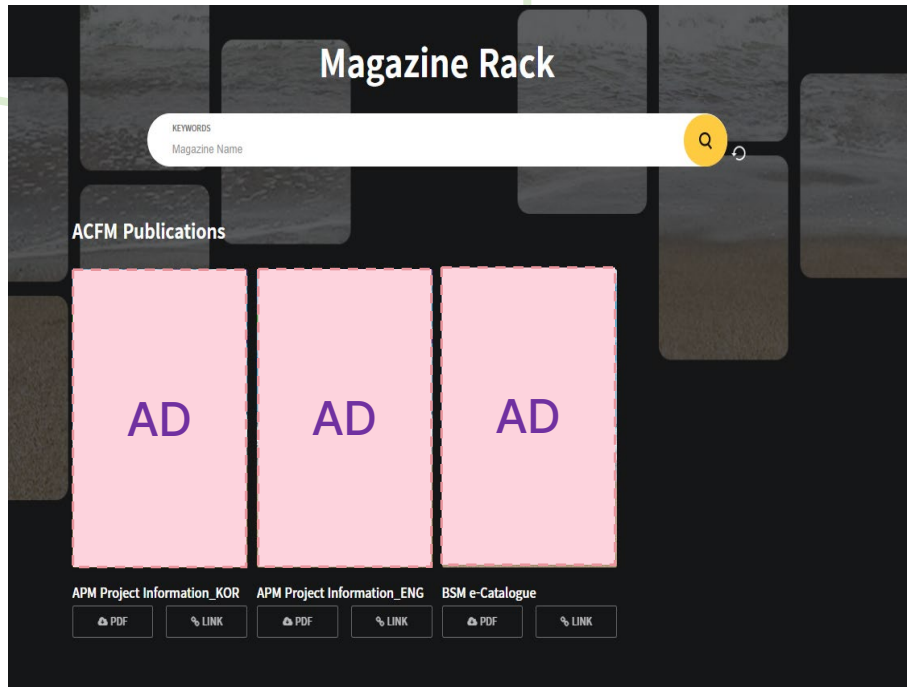 Magazine Rack
KEYWORDS
Magazine Name
ACFM Publications
AD AD AD
APM Project Information_KOR APM Project Information_ENG BSM e-Catalogue
PDF LINK PDF LINK PDF LINK